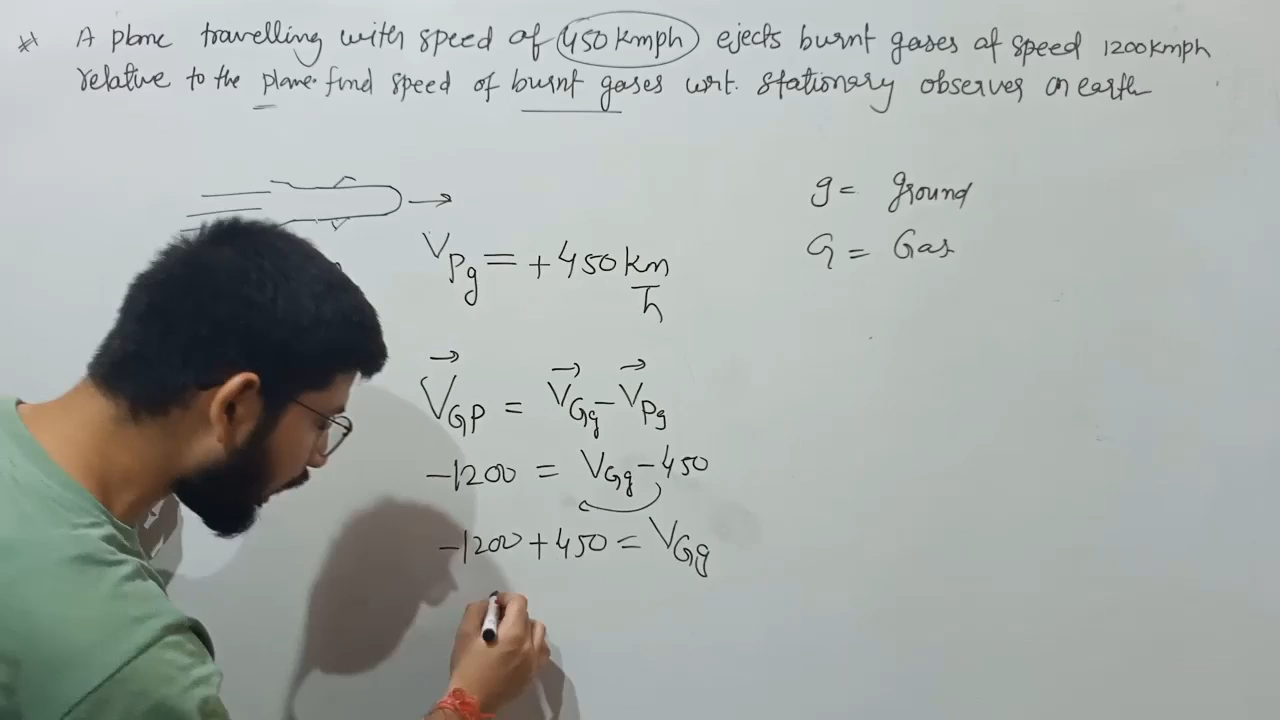 # A plane travelling with speed of 450 Kmph ejects burnt gases of speed 1200Kmph
relative to the plane. find speed of burnt gases wrt. stationary observer on earth
g = ground
G = Gas
VPg = +450 km/h
VGP = VGg - VPg
-1200 = VGg - 450
-1200 + 450 = VGg